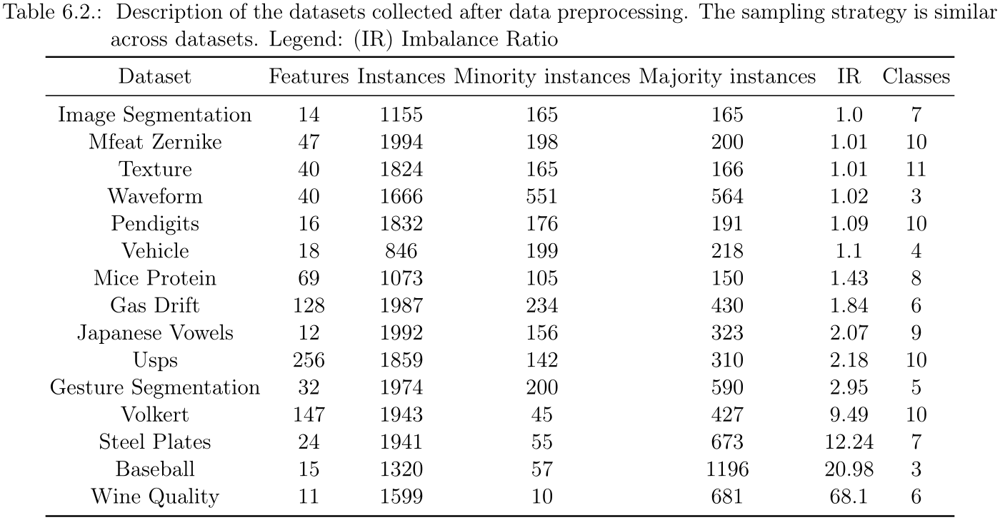 Table 6.2.: Description of the datasets collected after data preprocessing. The sampling strategy is similar
across datasets. Legend: (IR) Imbalance Ratio
Dataset Features Instances Minority instances Majority instances IR Classes
Image Segmentation 14 1155 165 165 1.0 7
Mfeat Zernike 47 1994 198 200 1.01 10
Texture 40 1824 165 166 1.01 11
Waveform 40 1666 551 564 1.02 3
Pendigits 16 1832 176 191 1.09 10
Vehicle 18 846 199 218 1.1 4
Mice Protein 69 1073 105 150 1.43 8
Gas Drift 128 1987 234 430 1.84 6
Japanese Vowels 12 1992 156 323 2.07 9
Usps 256 1859 142 310 2.18 10
Gesture Segmentation 32 1974 200 590 2.95 5
Volkert 147 1943 45 427 9.49 10
Steel Plates 24 1941 55 673 12.24 7
Baseball 15 1320 57 1196 20.98 3
Wine Quality 11 1599 10 681 68.1 6